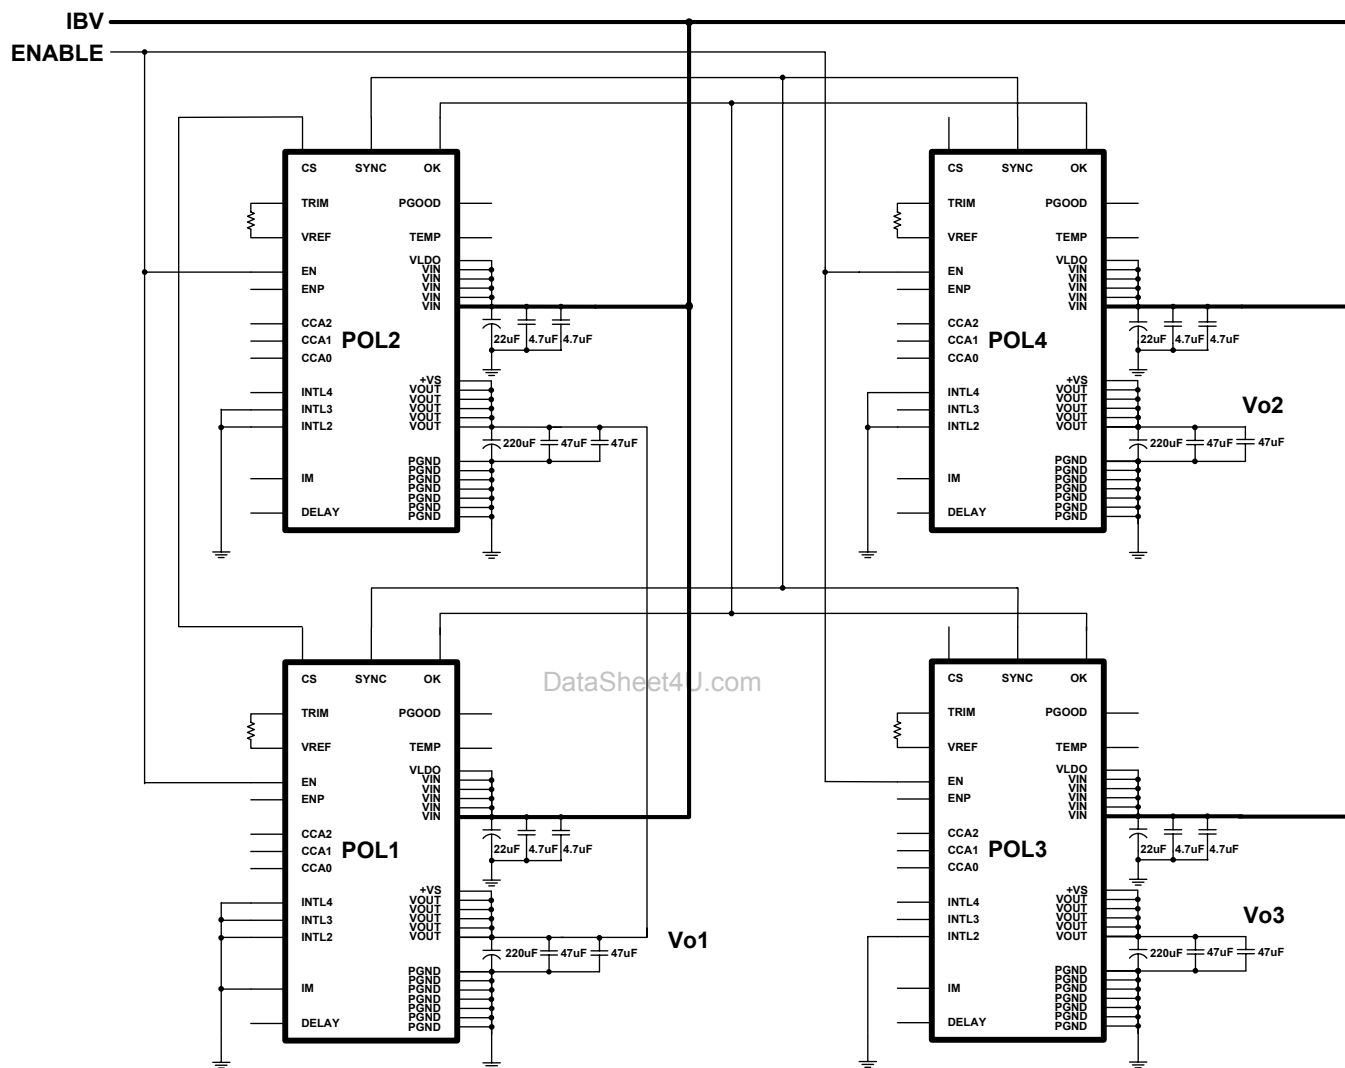 IBV
ENABLE
CS SYNC OK
TRIM PGOOD
VREF TEMP
VLDO
EN VIN
VIN
ENP VIN
VIN
VIN
CCA2
CCA1 POL2 22uF 4.7uF 4.7uF
CCA0
+VS
INTL4 VOUT
VOUT
INTL3 VOUT
VOUT
INTL2 VOUT
220uF 47uF 47uF
PGND
PGND
IM PGND
PGND
PGND
PGND
DELAY PGND
CS SYNC OK
TRIM PGOOD
VREF TEMP
VLDO
EN VIN
VIN
ENP VIN
VIN
VIN
CCA2
CCA1 POL4 22uF 4.7uF 4.7uF
CCA0
+VS
INTL4 VOUT
VOUT
INTL3 VOUT Vo2
VOUT
INTL2 VOUT
220uF 47uF 47uF
PGND
PGND
IM PGND
PGND
PGND
PGND
DELAY PGND
DataSheet4U.com
CS SYNC OK
TRIM PGOOD
VREF TEMP
VLDO
EN VIN
VIN
ENP VIN
VIN
VIN
CCA2
CCA1 POL1 22uF 4.7uF 4.7uF
CCA0
+VS
INTL4 VOUT
VOUT
INTL3 VOUT
VOUT
INTL2 VOUT Vo1
220uF 47uF 47uF
PGND
PGND
IM PGND
PGND
PGND
PGND
DELAY PGND
CS SYNC OK
TRIM PGOOD
VREF TEMP
VLDO
EN VIN
VIN
ENP VIN
VIN
VIN
CCA2
CCA1 POL3 22uF 4.7uF 4.7uF
CCA0
+VS
INTL4 VOUT
VOUT
INTL3 VOUT Vo3
VOUT
INTL2 VOUT
220uF 47uF 47uF
PGND
PGND
IM PGND
PGND
PGND
PGND
DELAY PGND